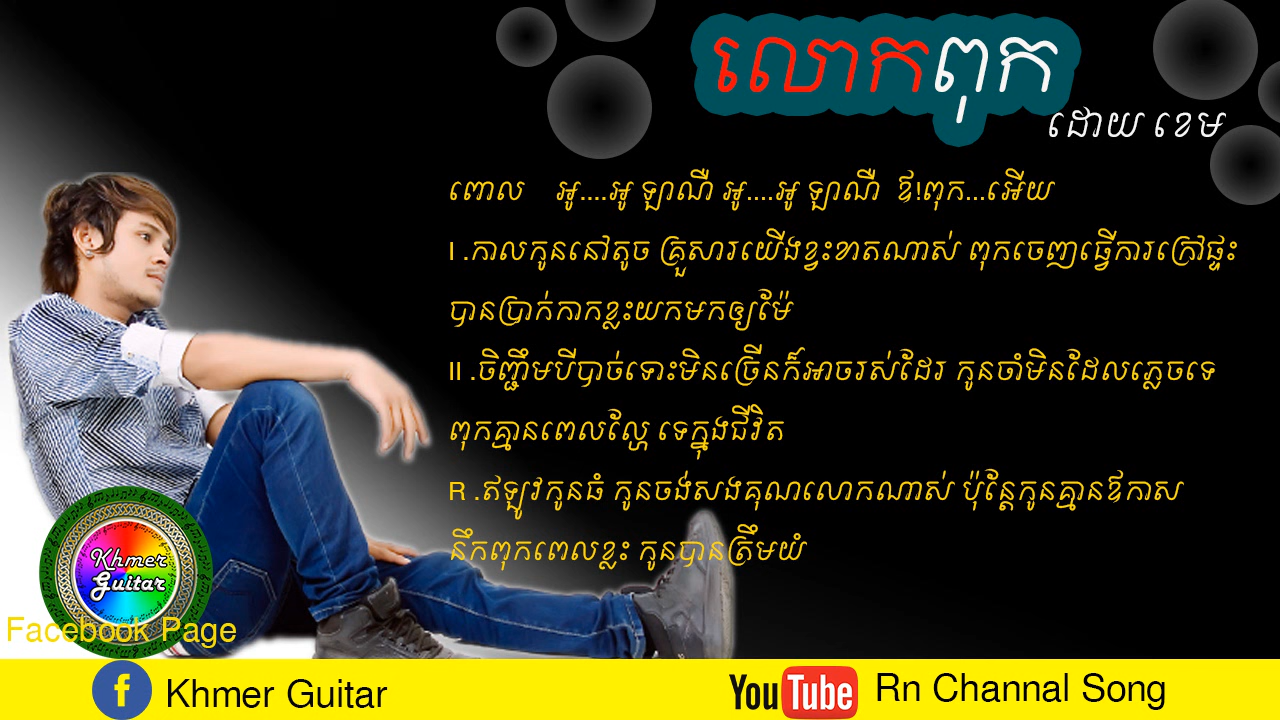 លោកពុក
ដោយ ខេម
ពោល អូ....អូ ឡាណឺ អូ....អូ ឡាណឺ ឪ!ពុក...អើយ
I .កាលកូននៅតូច គ្រួសារយើងខ្វះខាតណាស់ ពុកចេញធ្វើការក្រៅផ្ទះ
បានប្រាក់កាកខ្លះយកមកឲ្យម៉ែ
II .ចិញ្ចឹមបីបាច់ទោះមិនច្រើនក៏អាចរស់ដែរ កូនចាំមិនដែលភ្លេចទេ
ពុកគ្មានពេលស្ហែ ទេក្នុងជីវិត
R .ឥឡូវកូនធំ កូនចង់សងគុណលោកណាស់ ប៉ុន្តែកូនគ្មានឪកាស
នឹកពុកពេលខ្លះ កូនបានត្រឹមយំ
Khmer
Guitar
Facebook Page
f Khmer Guitar
YouTube Rn Channal Song